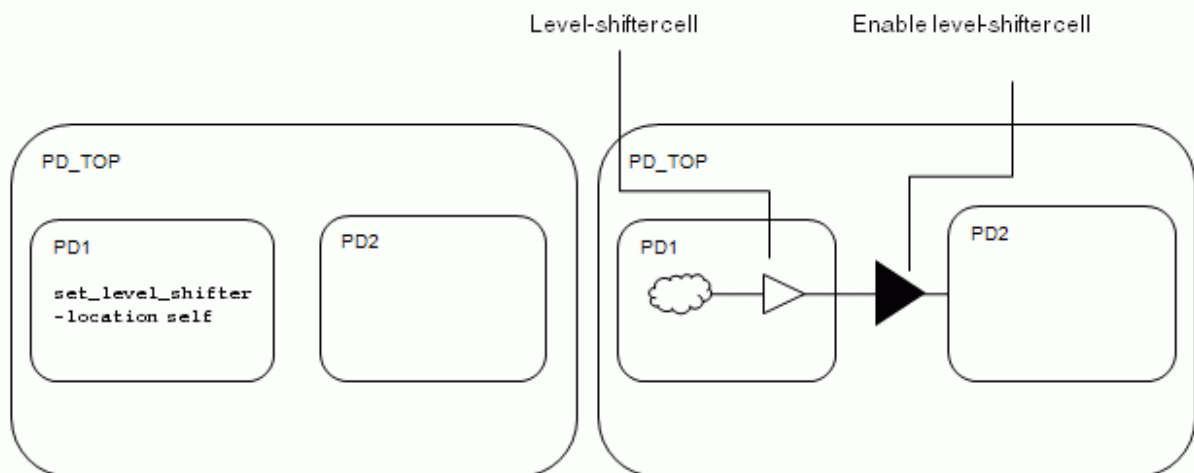 Level-shiftercell
Enable level-shiftercell
PD_TOP
PD1
set_level_shifter
-location self
PD2
PD_TOP
PD1
PD2